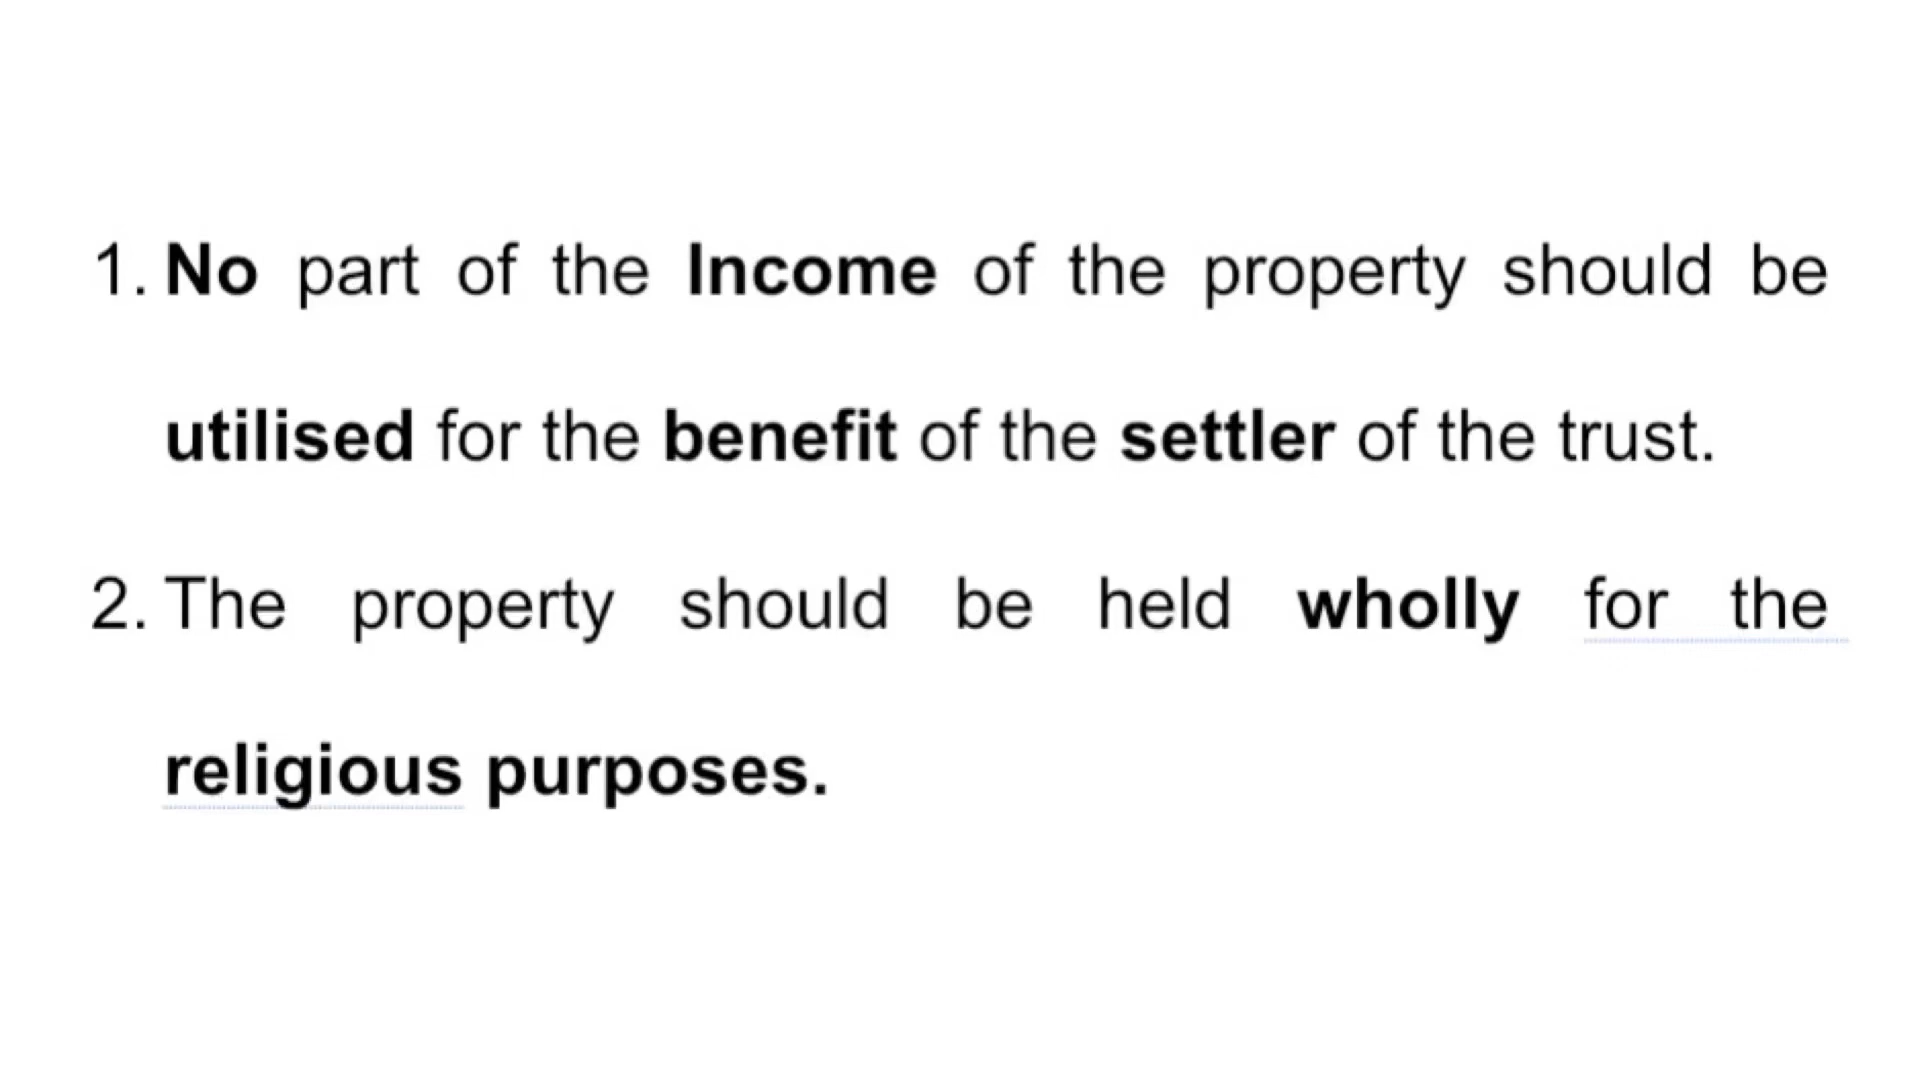 1. No part of the Income of the property should be
utilised for the benefit of the settler of the trust.
2. The property should be held wholly for the
religious purposes.